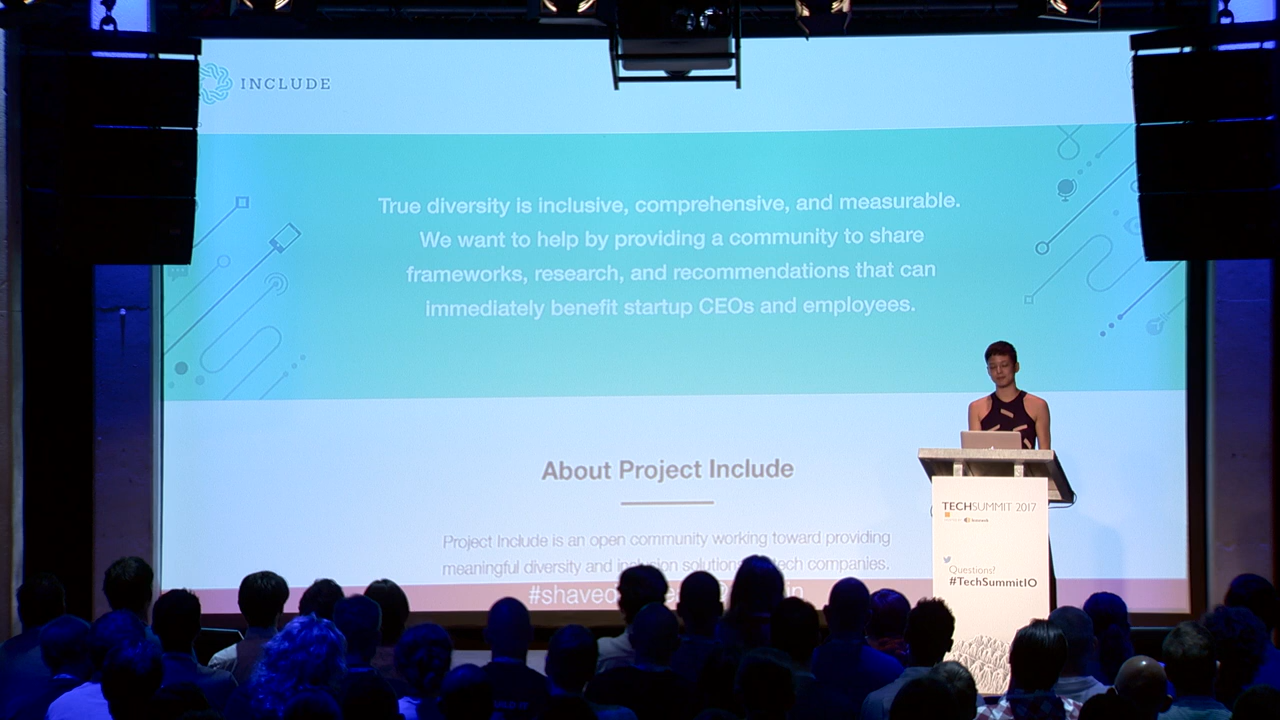 INCLUDE
True diversity is inclusive, comprehensive, and measurable.
We want to help by providing a community to share
frameworks, research, and recommendations that can
immediately benefit startup CEOs and employees.
About Project Include
Project Include is an open community working toward providing
meaningful diversity and inclusion solutions tech companies.
TECHSUMMIT 2017
Questions?
#TechSummitIO